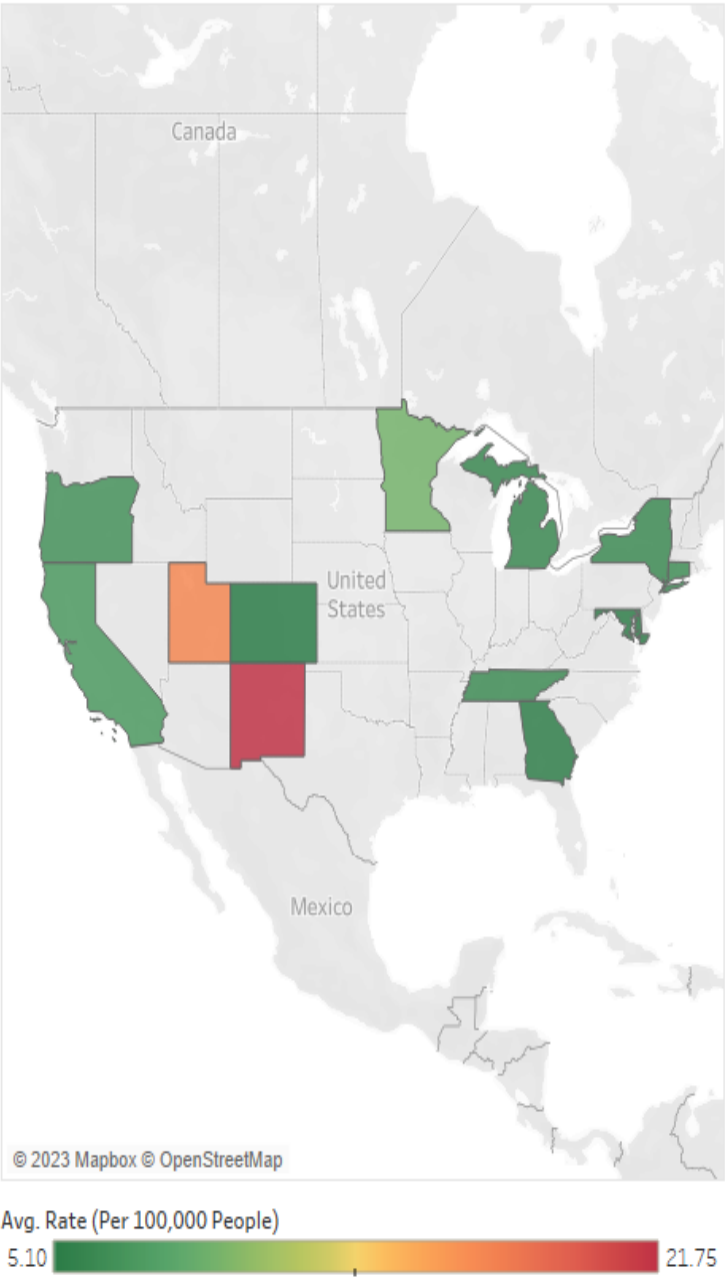 Canada
United
States
Mexico
© 2023 Mapbox © OpenStreetMap
Avg. Rate (Per 100,000 People)
5.10 21.75